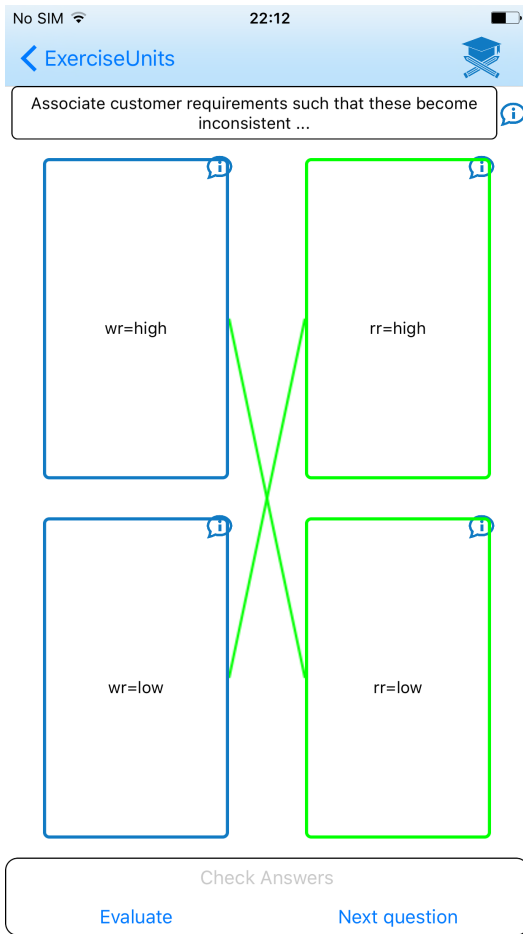 No SIM 22:12
ExerciseUnits
Associate customer requirements such that these become
inconsistent ...
wr=high
rr=high
wr=low
rr=low
Check Answers
Evaluate
Next question